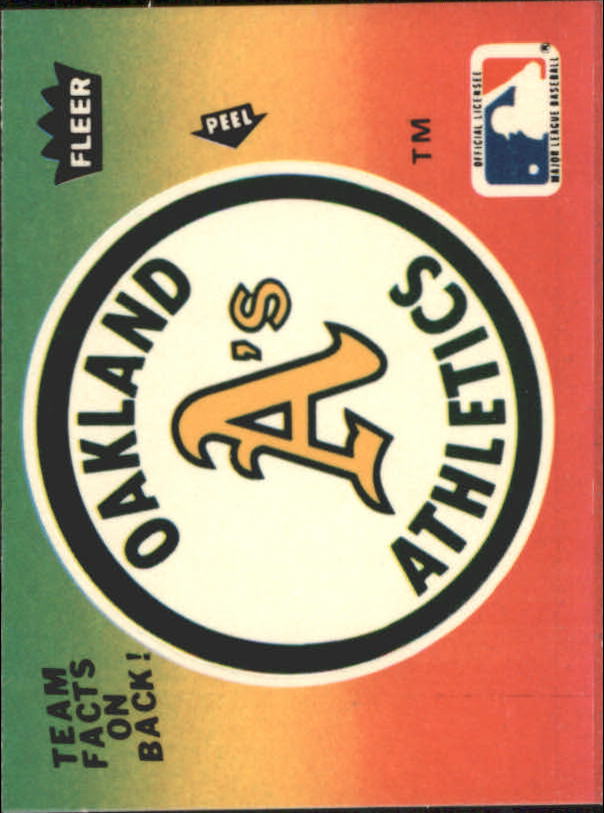 TEAM
FACTS
ON
BACK!
PEEL
FLEER
OAKLAND
A's
ATHLETICS
TM
OFFICIAL LICENSEE
MAJOR LEAGUE BASEBALL
®